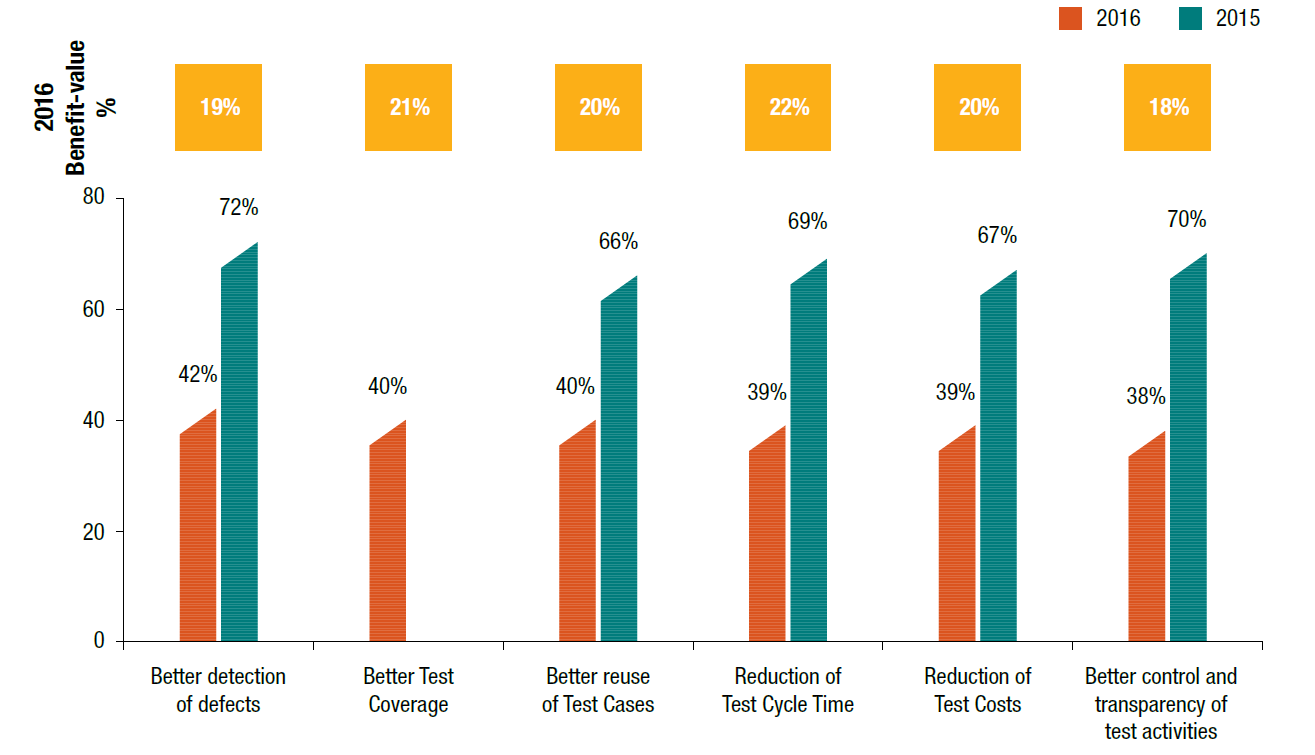 2016
2015
2016
Benefit-value
%
19%
21%
20%
22%
20%
18%
80
60
40
20
0
42%
72%
40%
40%
66%
39%
69%
39%
67%
38%
70%
Better detection
of defects
Better Test
Coverage
Better reuse
of Test Cases
Reduction of
Test Cycle Time
Reduction of
Test Costs
Better control and
transparency of
test activities